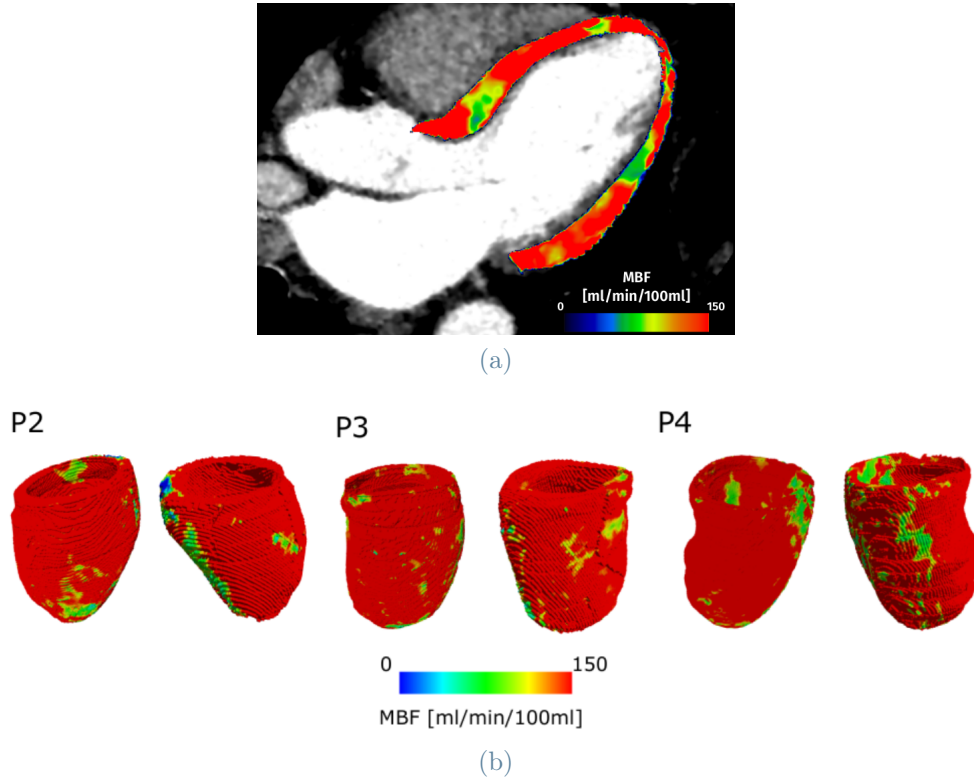 MBF
[ml/min/100ml]
0 150
(a)
P2 P3 P4
0 150
MBF [ml/min/100ml]
(b)